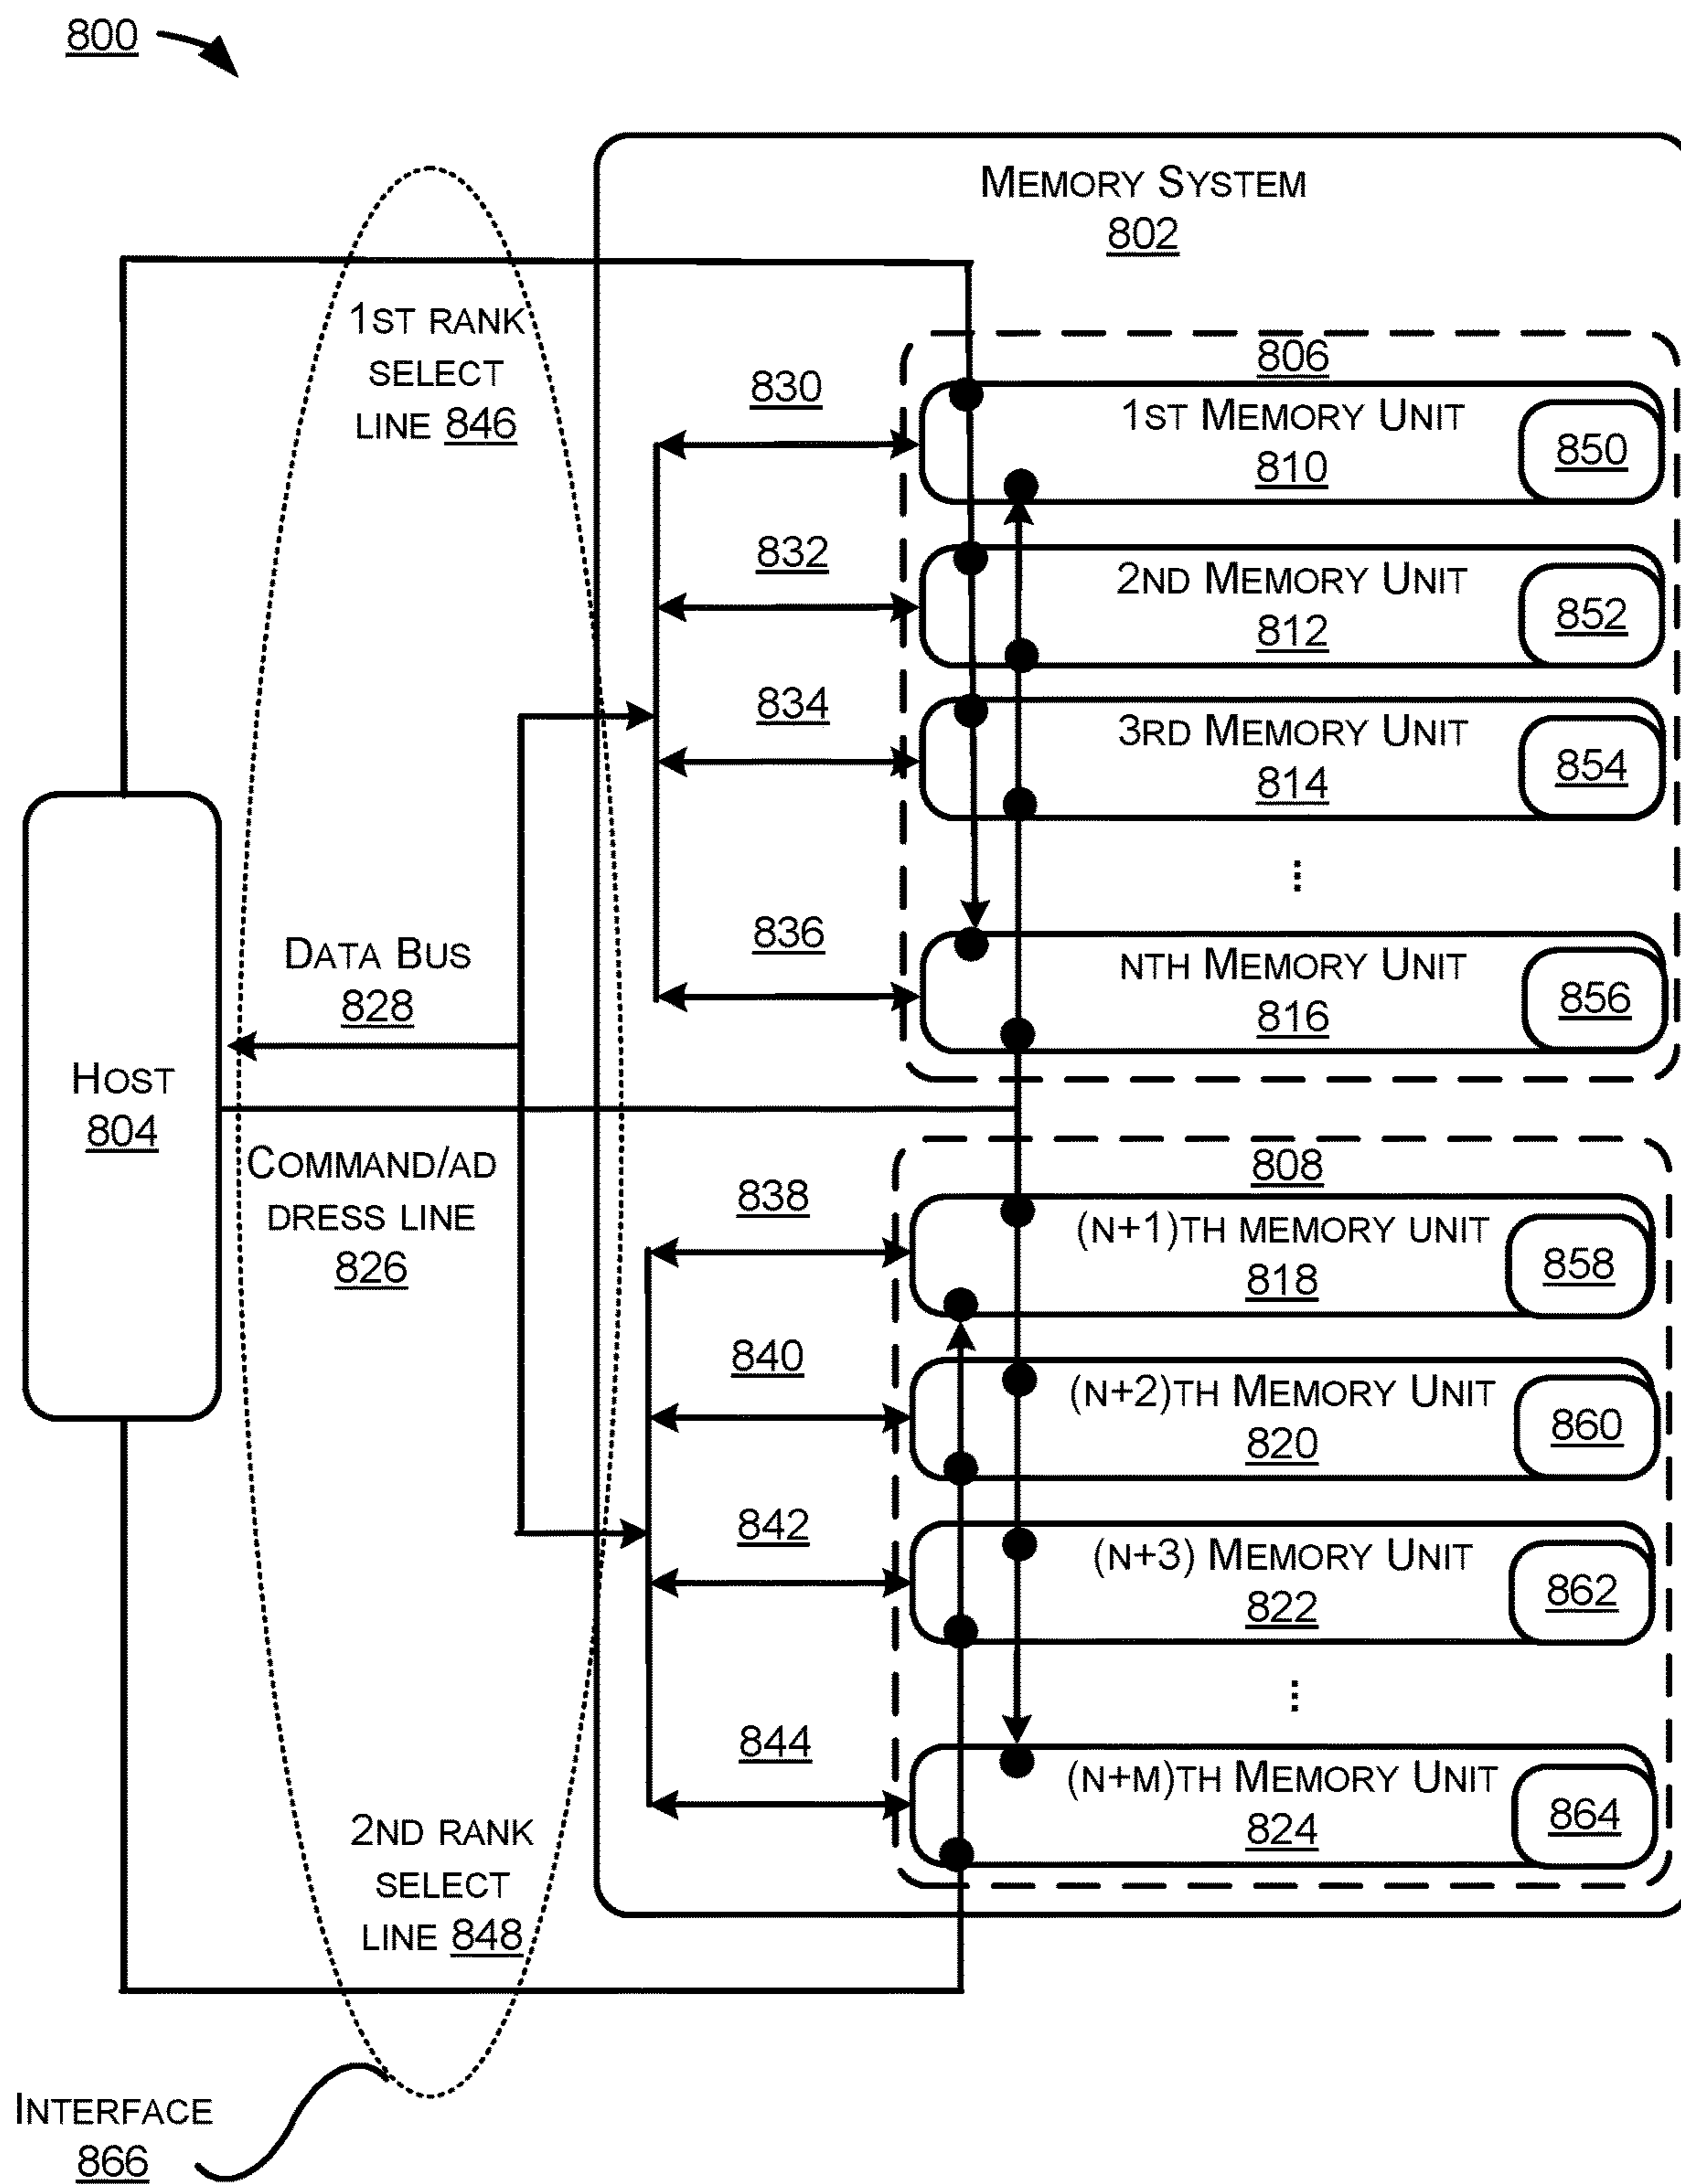 800
MEMORY SYSTEM
802
1ST RANK
SELECT
LINE 846
806
830
1ST MEMORY UNIT
810
850
832
2ND MEMORY UNIT
812
852
834
3RD MEMORY UNIT
814
854
⋮
836
NTH MEMORY UNIT
816
856
DATA BUS
828
HOST
804
COMMAND/AD
DRESS LINE
826
808
838
(N+1)TH MEMORY UNIT
818
858
840
(N+2)TH MEMORY UNIT
820
860
842
(N+3) MEMORY UNIT
822
862
⋮
844
(N+M)TH MEMORY UNIT
824
864
2ND RANK
SELECT
LINE 848
INTERFACE
866